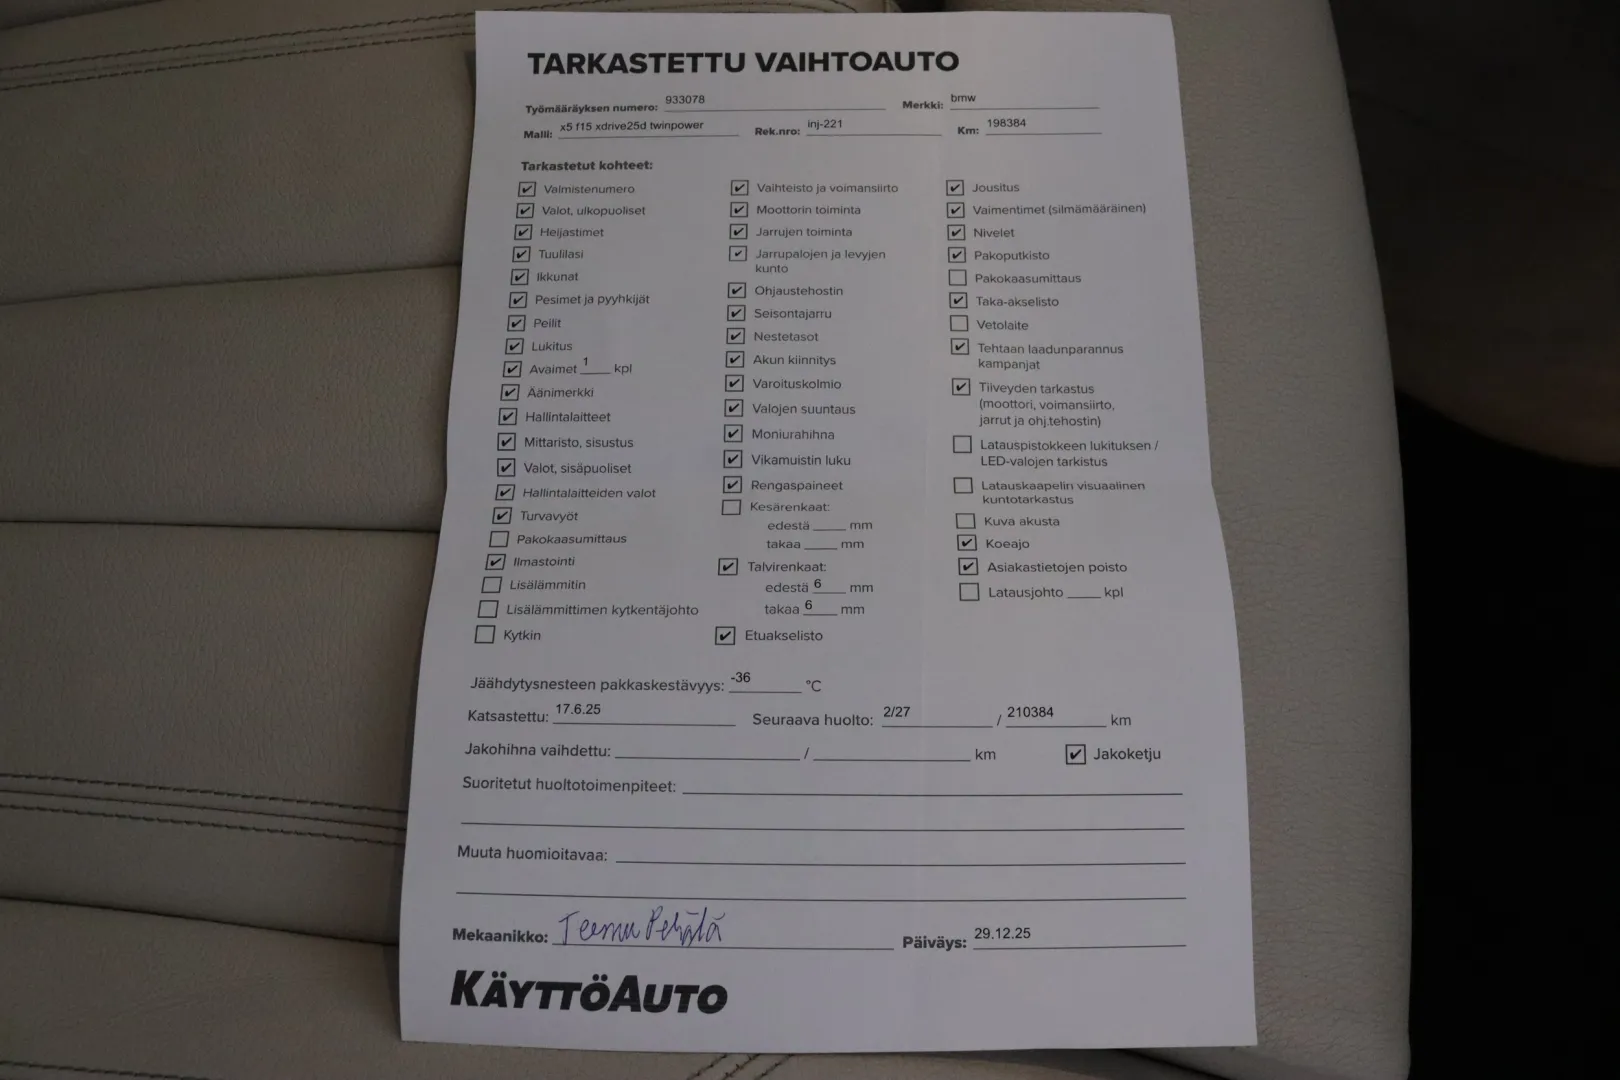 TARKASTETTU VAIHTOAUTO
Työmääräyksen numero: 933078 Merkki: bmw
Malli: x5 f15 xdrive25d twinpower Rek.nro: inj-221 Km: 198384
Tarkastetut kohteet:
Valmistenumero
Valot, ulkopuoliset
Heijastimet
Tuulilasi
Ikkunat
Pesimet ja pyyhkijät
Peilit
Lukitus
Avaimet 1 kpl
Äänimerkki
Hallintalaitteet
Mittaristo, sisustus
Valot, sisäpuoliset
Hallintalaitteiden valot
Turvavyöt
Pakokaasumittaus
Ilmastointi
Lisälämmitin
Lisälämmittimen kytkentäjohto
Kytkin
Vaihteisto ja voimansiirto
Moottorin toiminta
Jarrujen toiminta
Jarrupalojen ja levyjen
kunto
Ohjaustehostin
Seisontajarru
Nestetasot
Akun kiinnitys
Varoituskolmio
Valojen suuntaus
Moniurahihna
Vikamuistin luku
Rengaspaineet
Kesärenkaat:
edestä ____ mm
takaa ____ mm
Talvirenkaat:
edestä 6 mm
takaa 6 mm
Etuakselisto
Jousitus
Vaimentimet (silmämääräinen)
Nivelet
Pakoputkisto
Pakokaasumittaus
Taka-akselisto
Vetolaite
Tehtaan laadunparannus
kampanjat
Tiiveyden tarkastus
(moottori, voimansiirto,
jarrut ja ohj.tehostin)
Latauspistokkeen lukituksen /
LED-valojen tarkistus
Latauskaapelin visuaalinen
kuntotarkastus
Kuva akusta
Koeajo
Asiakastietojen poisto
Latausjohto ____ kpl
Jäähdytysnesteen pakkaskestävyys: -36 °C
Katsastettu: 17.6.25 Seuraava huolto: 2/27 / 210384 km
Jakohihna vaihdettu: / km Jakoketju
Suoritetut huoltotoimenpiteet:
Muuta huomioitavaa:
Mekaanikko: Teemu Pehjälä Päiväys: 29.12.25
KÄYTTÖAUTO